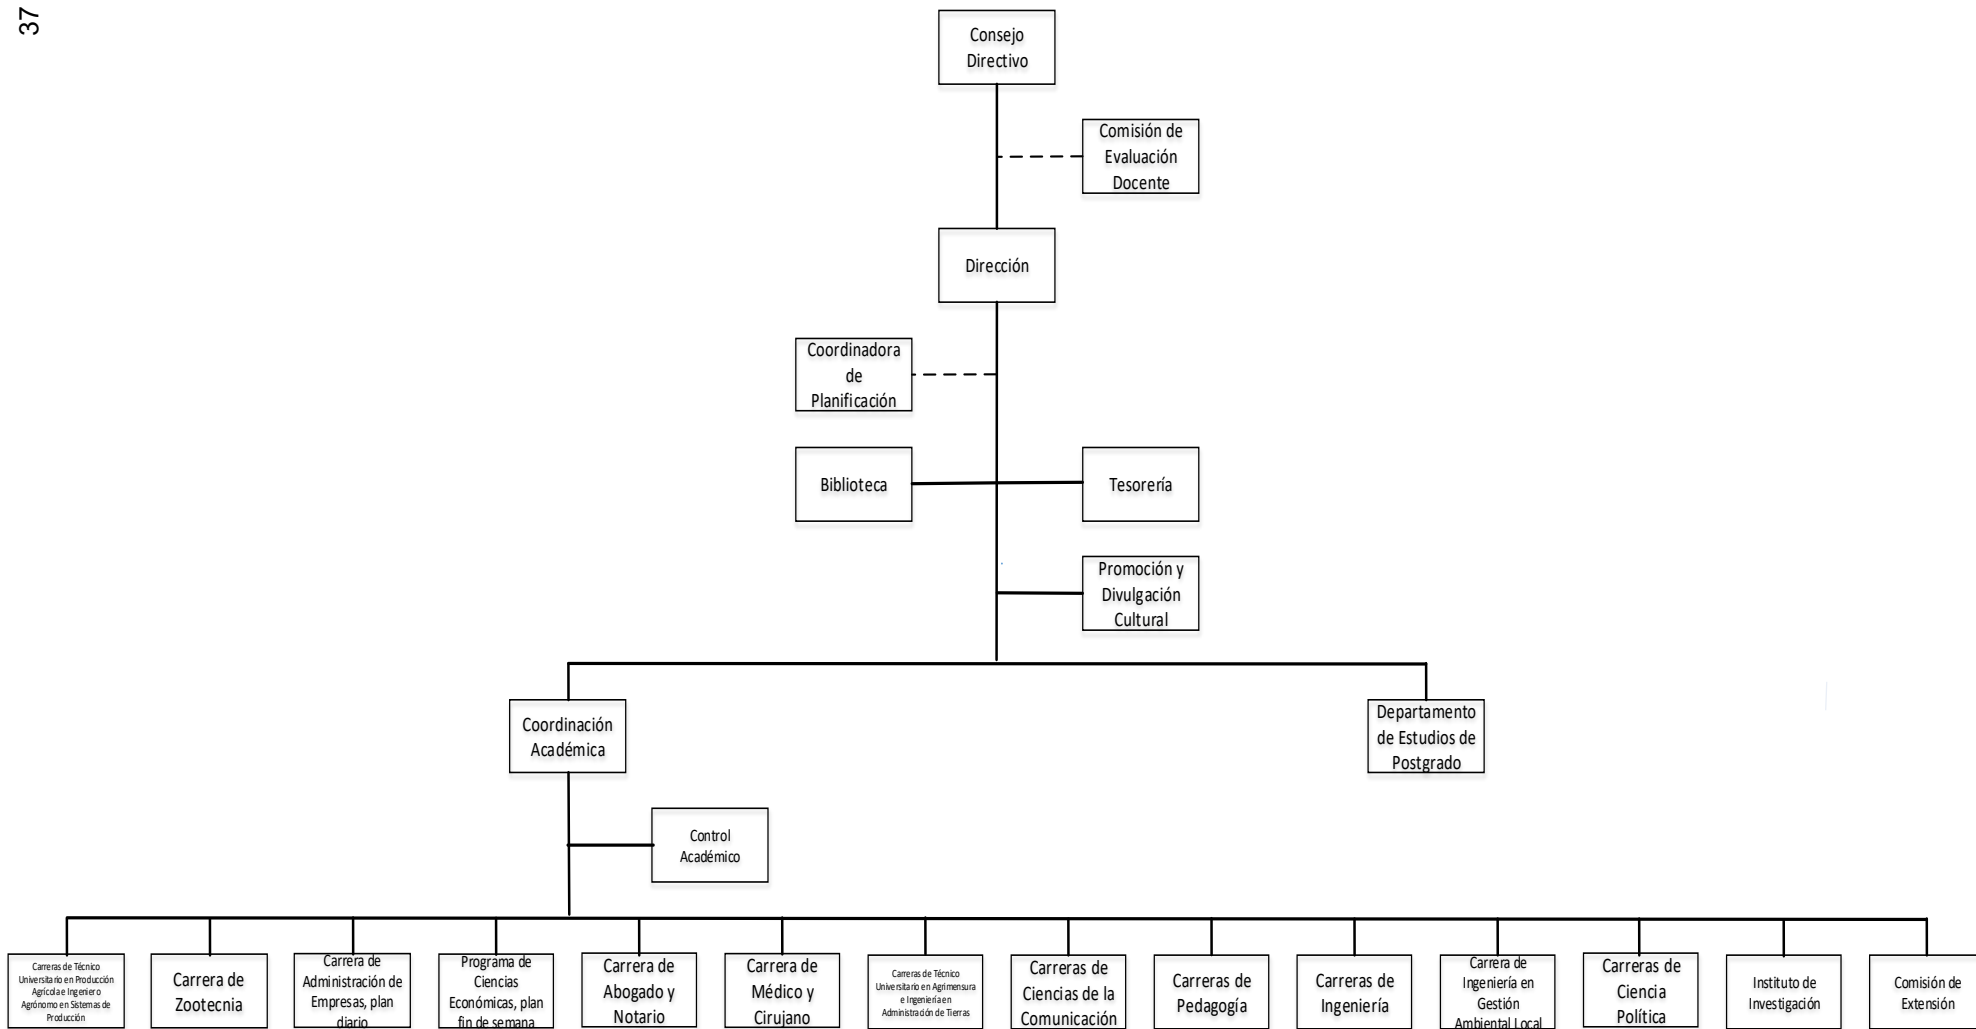 37
Consejo
Directivo
Comisión de
Evaluación
Docente
Dirección
Coordinadora
de
Planificación
Biblioteca
Tesorería
Promoción y
Divulgación
Cultural
Coordinación
Académica
Departamento
de Estudios de
Postgrado
Control
Académico
Carreras de Técnico
Universitario en Producción
Agrícola e Ingeniero
Agrónomo en Sistemas de
Producción
Carrera de
Zootecnia
Carrera de
Administración de
Empresas, plan
diario
Programa de
Ciencias
Económicas, plan
fin de semana
Carrera de
Abogado y
Notario
Carrera de
Médico y
Cirujano
Carreras de Técnico
Universitario en Agrimensura
e Ingeniería en
Administración de Tierras
Carreras de
Ciencias de la
Comunicación
Carreras de
Pedagogía
Carreras de
Ingeniería
Carrera de
Ingeniería en
Gestión
Ambiental Local
Carreras de
Ciencia
Política
Instituto de
Investigación
Comisión de
Extensión